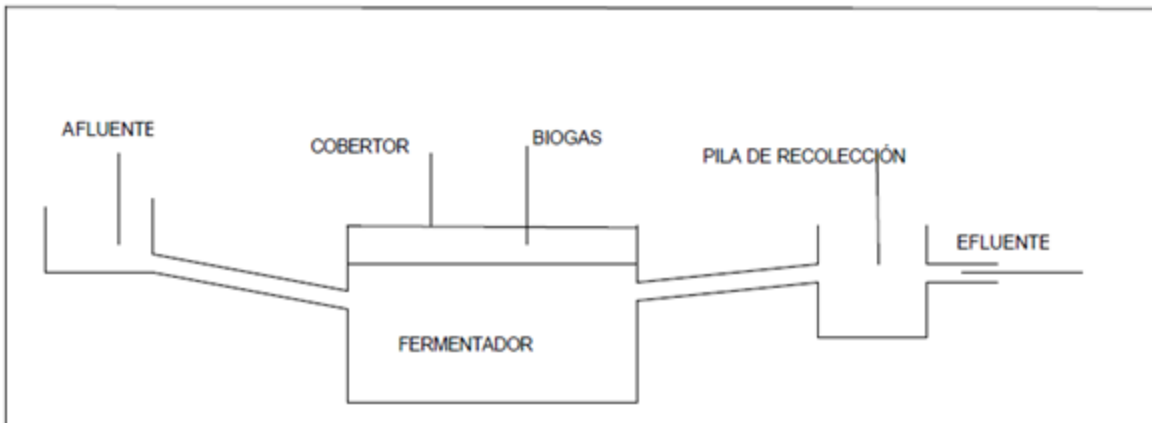 AFLUENTE
COBERTOR
BIOGAS
PILA DE RECOLECCIÓN
EFLUENTE
FERMENTADOR